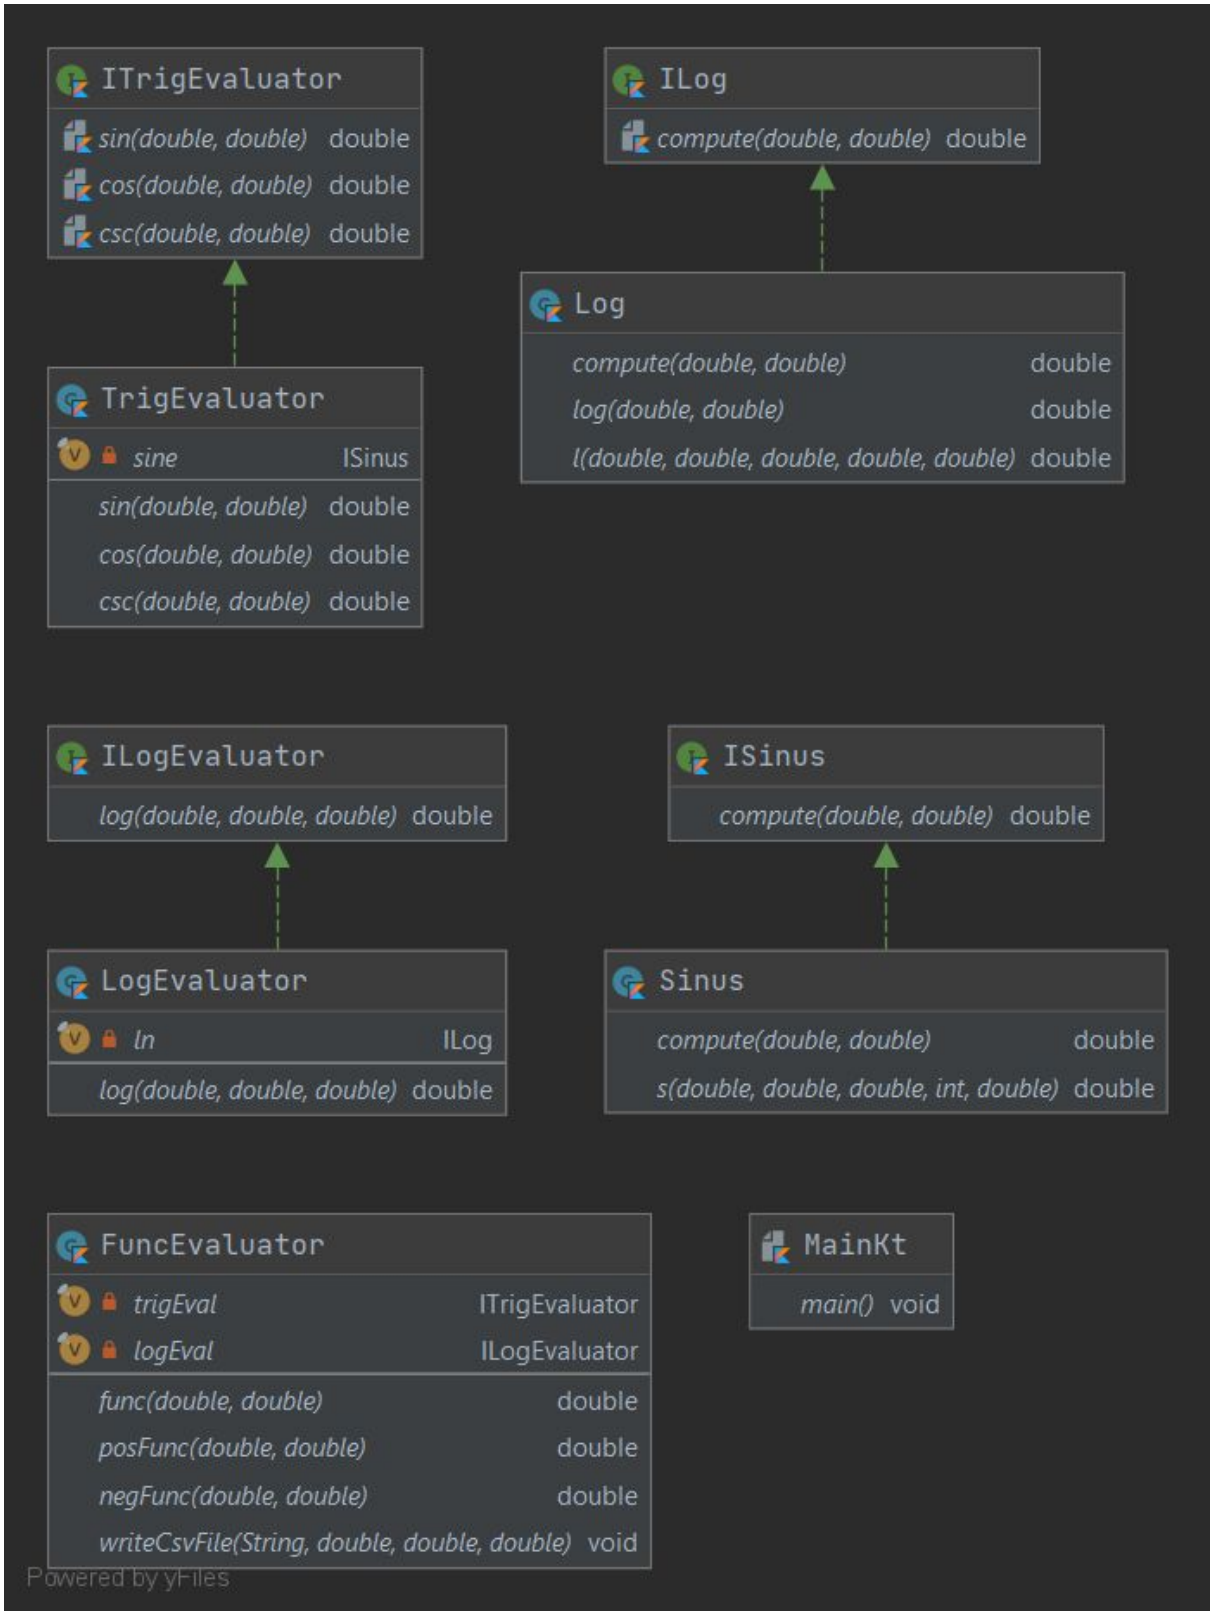 ITrigEvaluator
sin(double, double) double
cos(double, double) double
csc(double, double) double
ILog
compute(double, double) double
Log
compute(double, double) double
log(double, double) double
l(double, double, double, double, double) double
TrigEvaluator
sine ISinus
sin(double, double) double
cos(double, double) double
csc(double, double) double
ILogEvaluator
log(double, double, double) double
ISinus
compute(double, double) double
LogEvaluator
ln ILog
log(double, double, double) double
Sinus
compute(double, double) double
s(double, double, double, int, double) double
FuncEvaluator
trigEval ITrigEvaluator
logEval ILogEvaluator
func(double, double) double
posFunc(double, double) double
negFunc(double, double) double
writeCsvFile(String, double, double, double) void
MainKt
main() void
Powered by yFiles